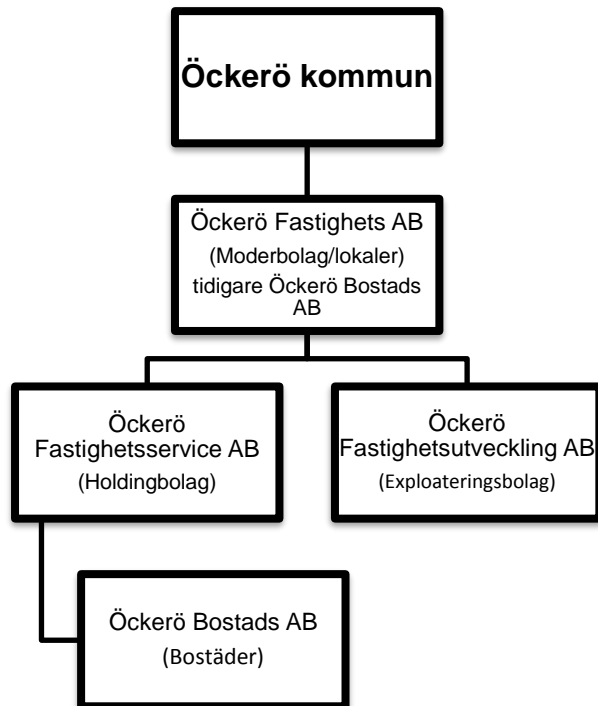 Öckerö kommun
Öckerö Fastighets AB
(Moderbolag/lokaler)
tidigare Öckerö Bostads
AB
Öckerö
Fastighetsservice AB
(Holdingbolag)
Öckerö
Fastighetsutveckling AB
(Exploateringsbolag)
Öckerö Bostads AB
(Bostäder)